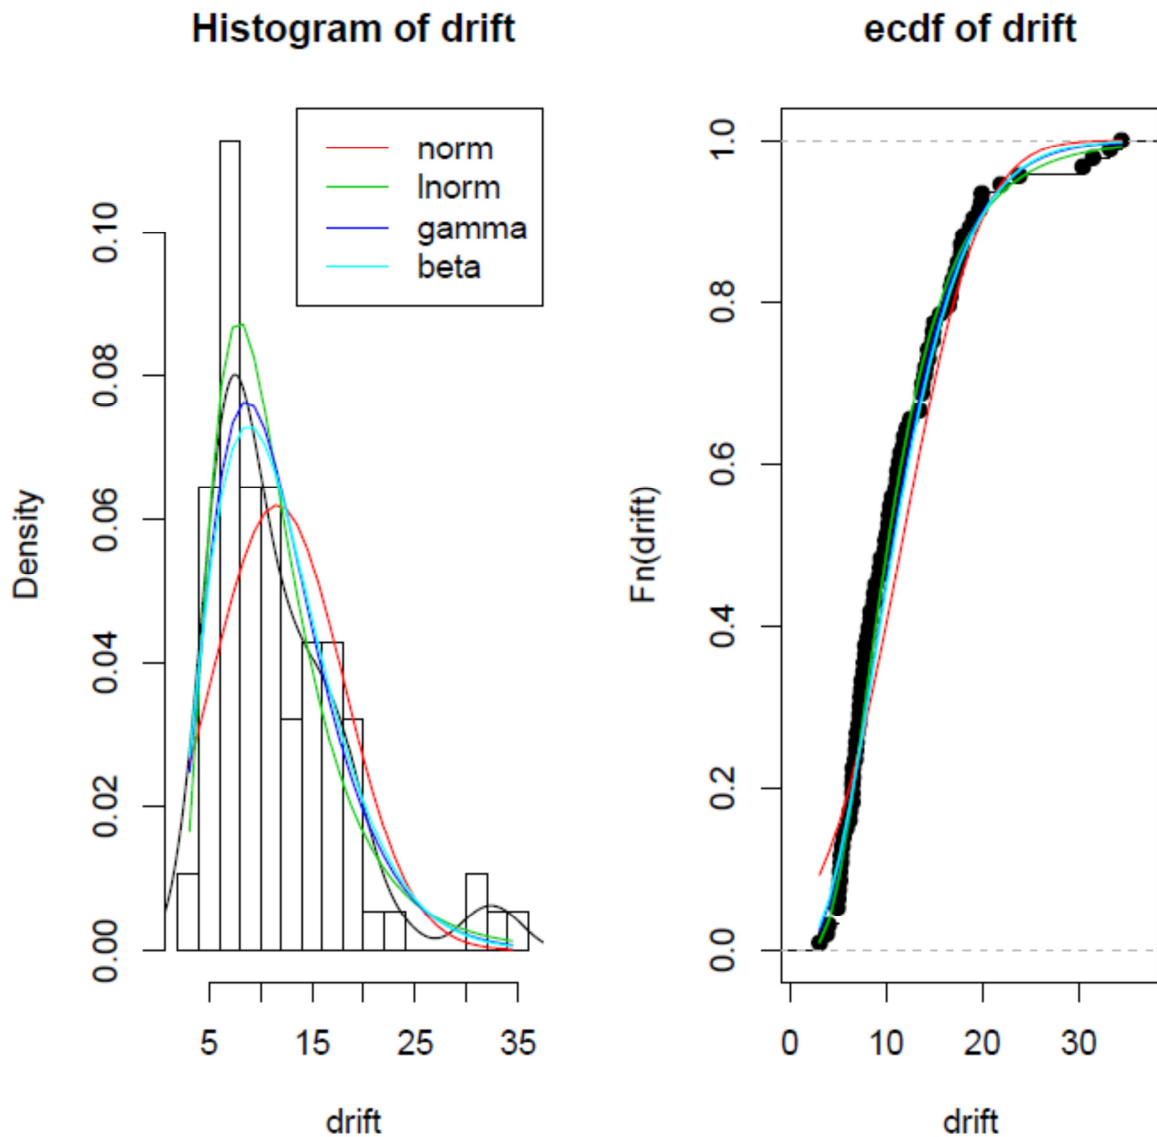 Histogram of drift
norm
lnorm
gamma
beta
Density
0.00
0.02
0.04
0.06
0.08
0.10
5 15 25 35
drift
ecdf of drift
Fn(drift)
0.0
0.2
0.4
0.6
0.8
1.0
0 10 20 30
drift